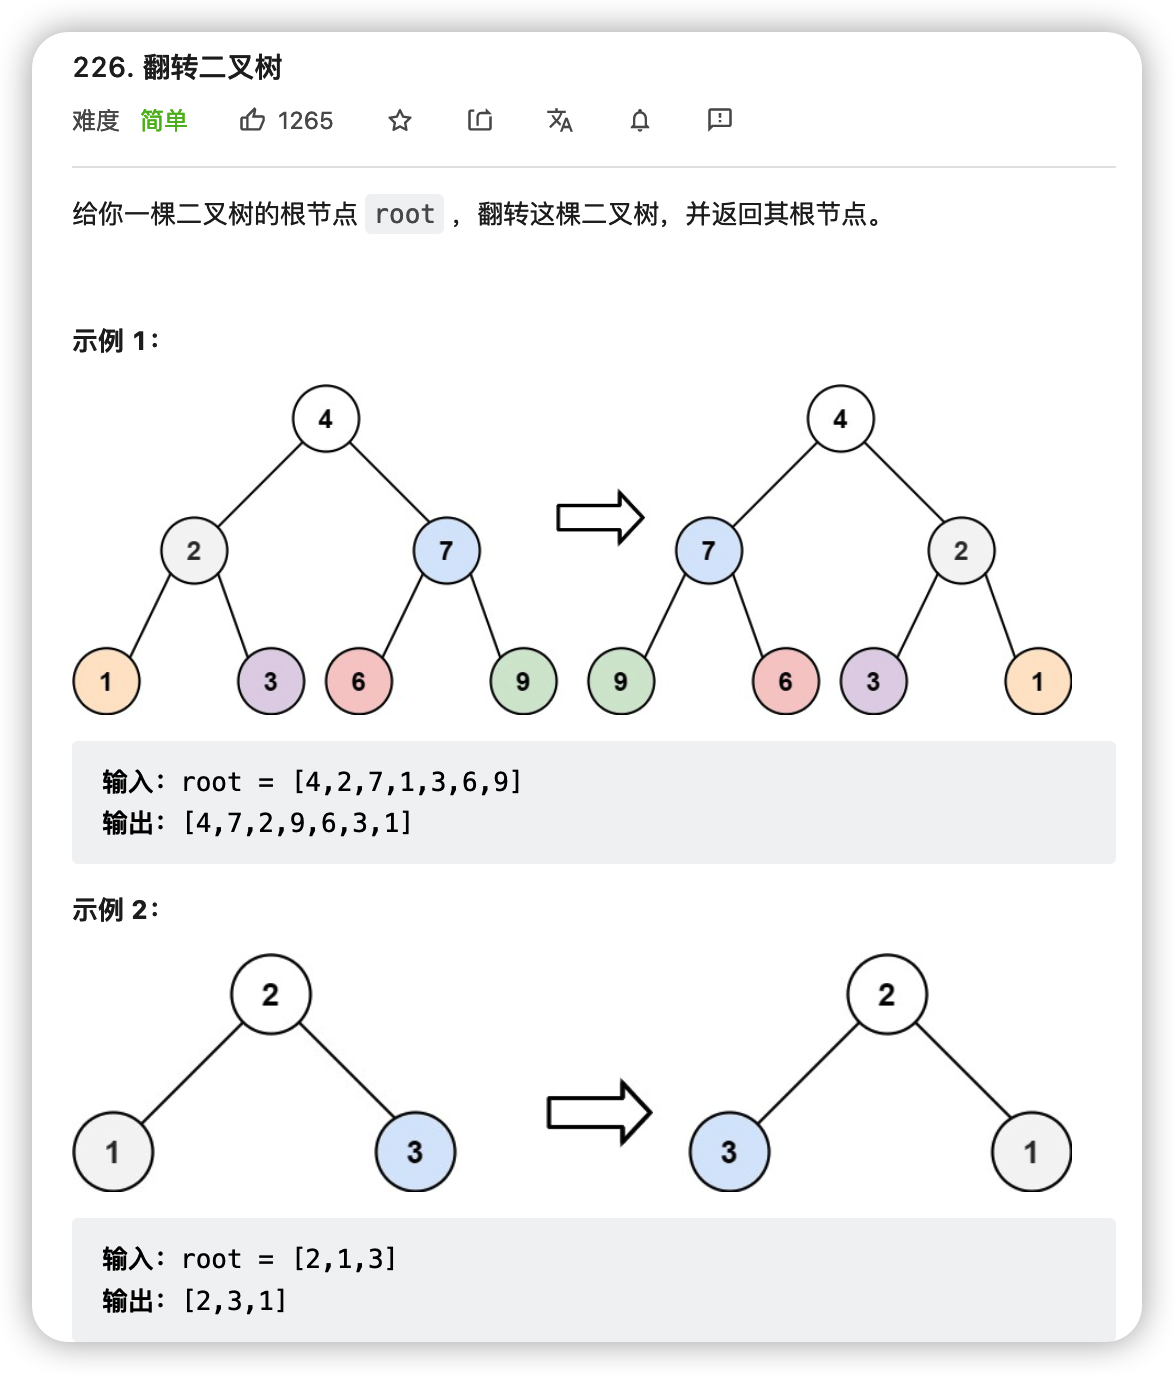 226. 翻转二叉树
难度 简单 1265
给你一棵二叉树的根节点 root ，翻转这棵二叉树，并返回其根节点。
示例 1：
4 4
2 7 7 2
1 3 6 9 9 6 3 1
输入：root = [4,2,7,1,3,6,9]
输出：[4,7,2,9,6,3,1]
示例 2：
2 2
1 3 3 1
输入：root = [2,1,3]
输出：[2,3,1]